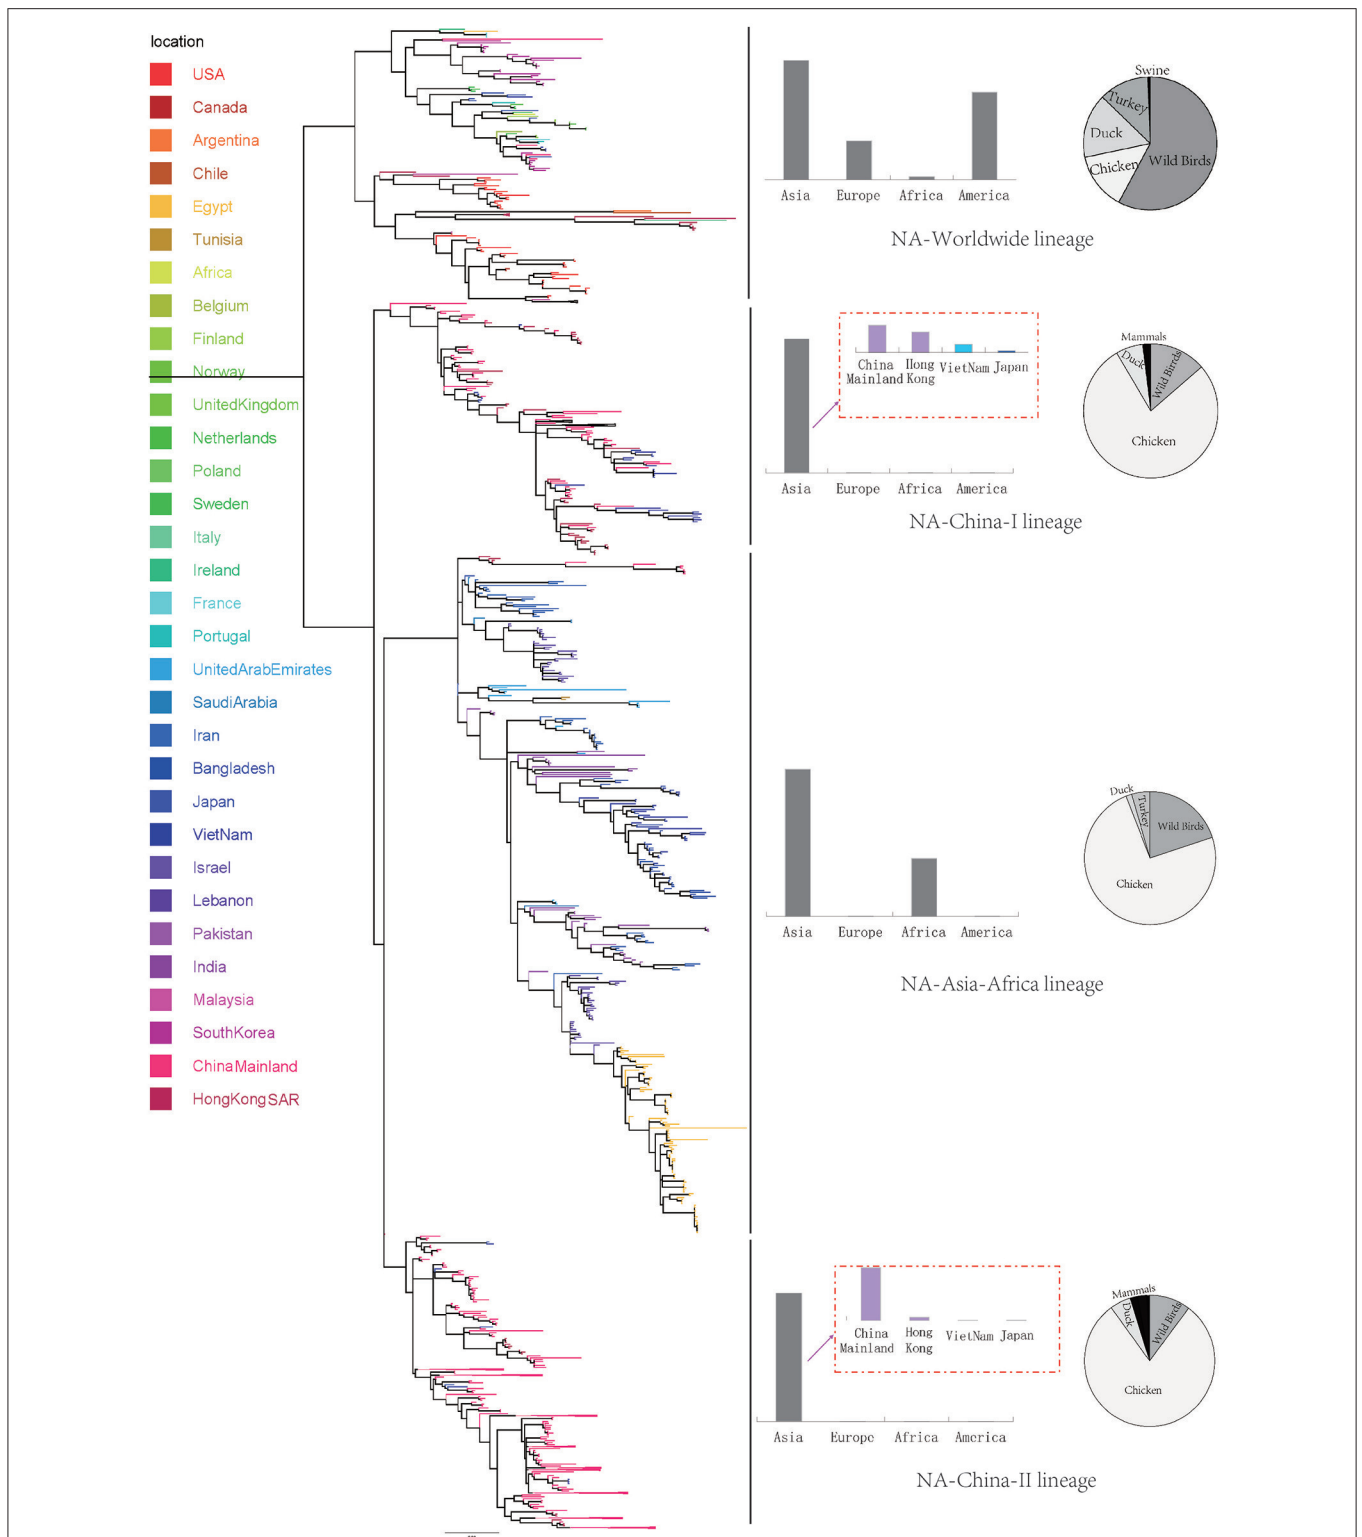 location
USA
Canada
Argentina
Chile
Egypt
Tunisia
Africa
Belgium
Finland
Norway
UnitedKingdom
Netherlands
Poland
Sweden
Italy
Ireland
France
Portugal
UnitedArabEmirates
SaudiArabia
Iran
Bangladesh
Japan
VietNam
Israel
Lebanon
Pakistan
India
Malaysia
SouthKorea
ChinaMainland
HongKongSAR
Asia Europe Africa America
Swine
Turkey
Duck
Chicken
Wild Birds
NA-Worldwide lineage
China Hong VietNam Japan
Mainland Kong
Asia Europe Africa America
Mammals
Duck
Wild Birds
Chicken
NA-China-I lineage
Asia Europe Africa America
Duck
Turkey
Wild Birds
Chicken
NA-Asia-Africa lineage
China Hong VietNam Japan
Mainland Kong
Asia Europe Africa America
Mammals
Duck
Wild Birds
Chicken
NA-China-II lineage